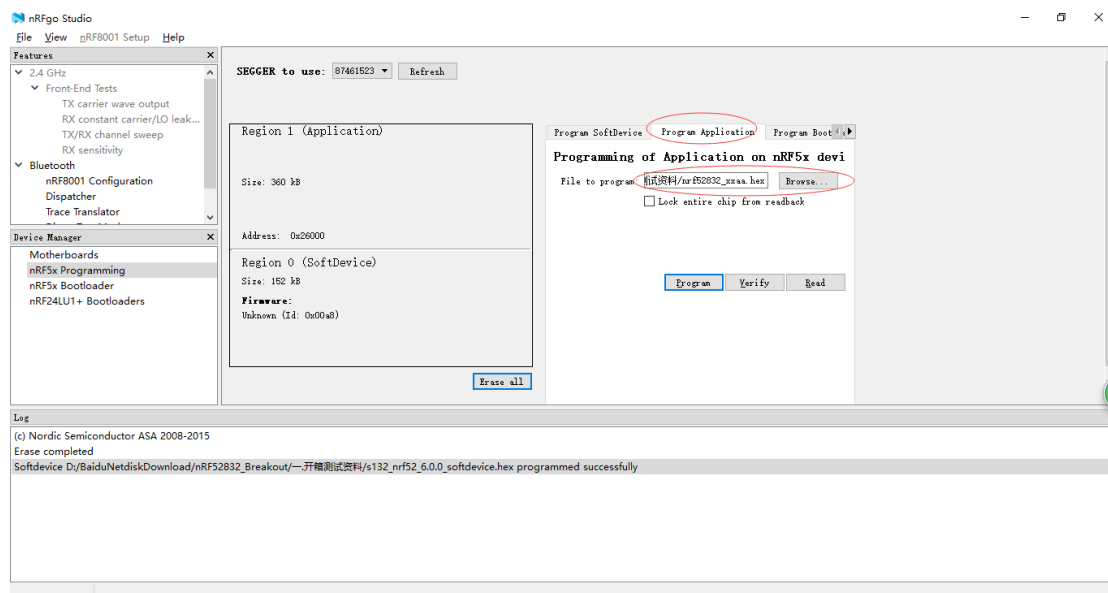 nRFgo Studio
File View nRF8001 Setup Help
Features
2.4 GHz
Front-End Tests
TX carrier wave output
RX constant carrier/LO leak...
TX/RX channel sweep
RX sensitivity
Bluetooth
nRF8001 Configuration
Dispatcher
Trace Translator
Device Manager
Motherboards
nRF5x Programming
nRF5x Bootloader
nRF24LU1+ Bootloaders
SEGGER to use: 87461523 Refresh
Region 1 (Application)
Size: 360 kB
Address: 0x26000
Region 0 (SoftDevice)
Size: 152 kB
Firmware:
Unknown (Id: 0x00a8)
Erase all
Program SoftDevice Program Application Program Boot
Programming of Application on nRF5x devi
File to program: 试资料/nrf52832_xxaa.hex Browse...
Lock entire chip from readback
Program Verify Read
Log
(c) Nordic Semiconductor ASA 2008-2015
Erase completed
Softdevice D:/BaiduNetdiskDownload/nRF52832_Breakout/一.开箱测试资料/s132_nrf52_6.0.0_softdevice.hex programmed successfully